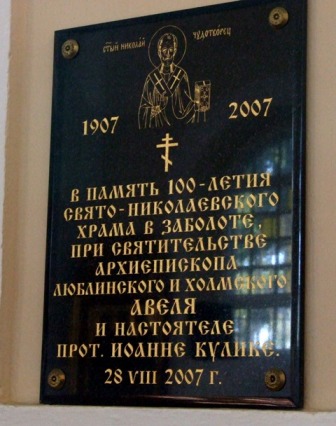 СТЫЙ НИКОЛАЙ ЧУДОТВОРЕЦ
1907 2007
В ПАМЯТЬ 100-ЛЕТИЯ
СВЯТО-НИКОЛАЕВСКОГО
ХРАМА В ЗАБОЛОТЕ,
ПРИ СВЯТИТЕЛЬСТВЕ
АРХИЕПИСКОПА
ЛЮБЛИНСКОГО И ХОЛМСКОГО
АВЕЛЯ
И НАСТОЯТЕЛЕ
ПРОТ. ИОАННЕ КУЛИКЕ.
28 VIII 2007 Г.